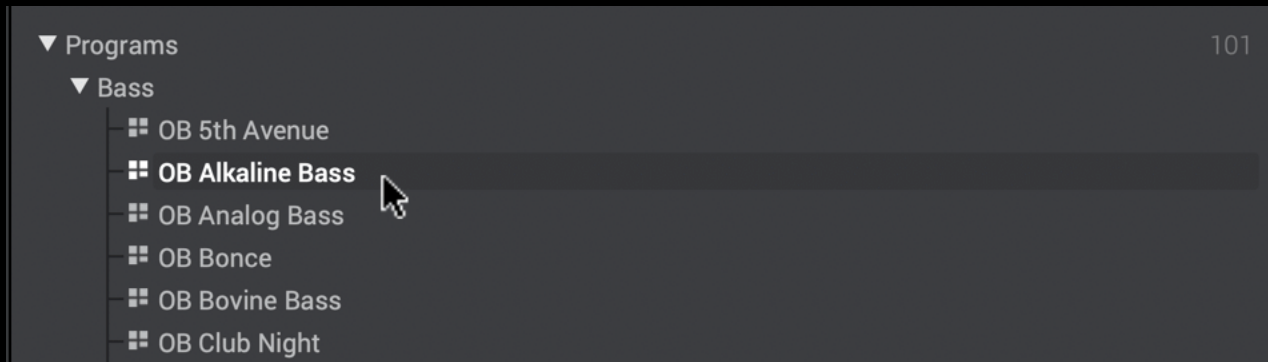 Programs 101
Bass
OB 5th Avenue
OB Alkaline Bass
OB Analog Bass
OB Bonce
OB Bovine Bass
OB Club Night